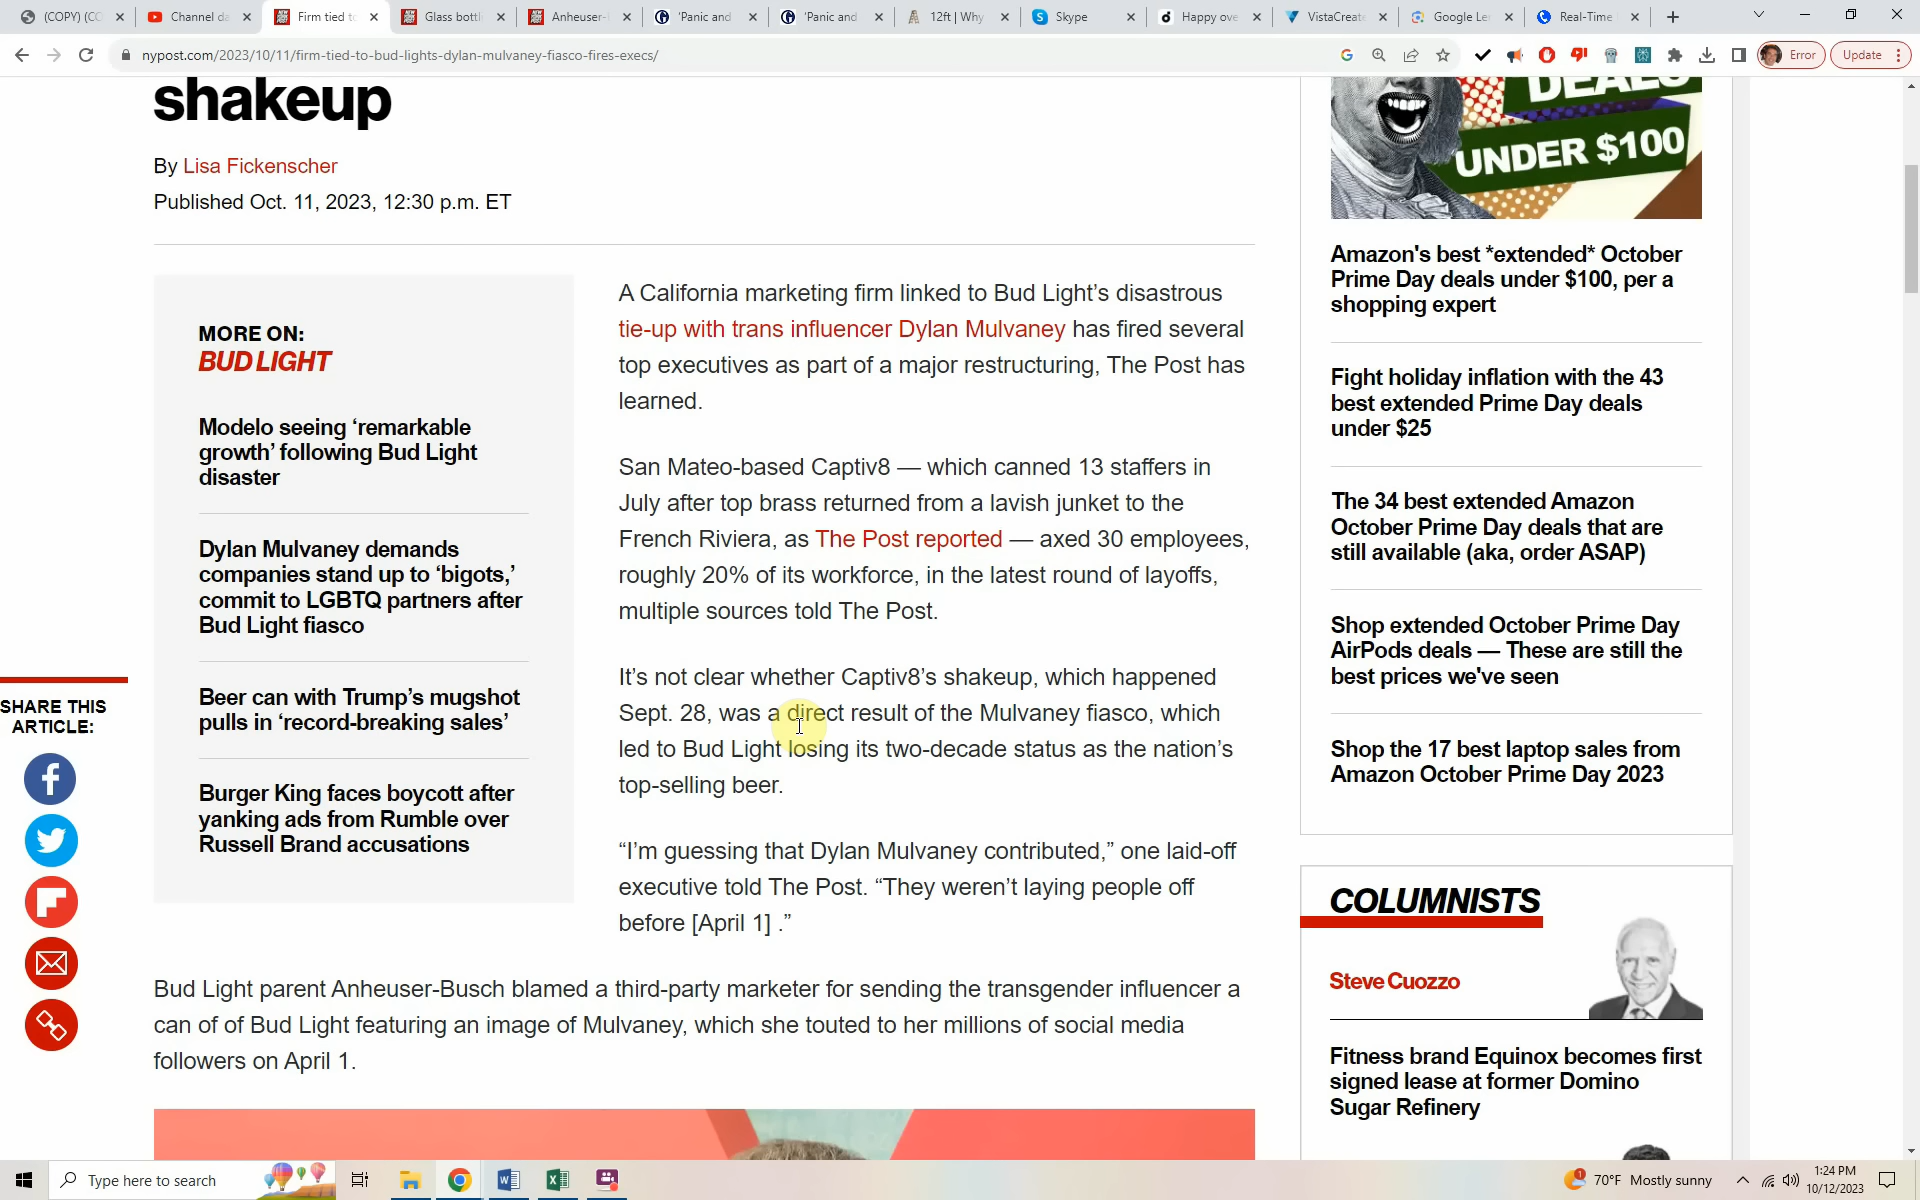 (COPY) (CC
Channel da
Firm tied to
Glass bottl
Anheuser-
'Panic and
'Panic and
12ft | Why
Skype
Happy ove
VistaCreate
Google Ler
Real-Time
nypost.com/2023/10/11/firm-tied-to-bud-lights-dylan-mulvaney-fiasco-fires-execs/
Error
Update
shakeup
By Lisa Fickenscher
Published Oct. 11, 2023, 12:30 p.m. ET
MORE ON:
BUD LIGHT
Modelo seeing ‘remarkable
growth’ following Bud Light
disaster
Dylan Mulvaney demands
companies stand up to ‘bigots,’
commit to LGBTQ partners after
Bud Light fiasco
Beer can with Trump’s mugshot
pulls in ‘record-breaking sales’
Burger King faces boycott after
yanking ads from Rumble over
Russell Brand accusations
SHARE THIS
ARTICLE:
A California marketing firm linked to Bud Light’s disastrous
tie-up with trans influencer Dylan Mulvaney has fired several
top executives as part of a major restructuring, The Post has
learned.
San Mateo-based Captiv8 — which canned 13 staffers in
July after top brass returned from a lavish junket to the
French Riviera, as The Post reported — axed 30 employees,
roughly 20% of its workforce, in the latest round of layoffs,
multiple sources told The Post.
It’s not clear whether Captiv8’s shakeup, which happened
Sept. 28, was a direct result of the Mulvaney fiasco, which
led to Bud Light losing its two-decade status as the nation’s
top-selling beer.
“I’m guessing that Dylan Mulvaney contributed,” one laid-off
executive told The Post. “They weren’t laying people off
before [April 1] .”
Bud Light parent Anheuser-Busch blamed a third-party marketer for sending the transgender influencer a
can of of Bud Light featuring an image of Mulvaney, which she touted to her millions of social media
followers on April 1.
DEALS
UNDER $100
Amazon's best *extended* October
Prime Day deals under $100, per a
shopping expert
Fight holiday inflation with the 43
best extended Prime Day deals
under $25
The 34 best extended Amazon
October Prime Day deals that are
still available (aka, order ASAP)
Shop extended October Prime Day
AirPods deals — These are still the
best prices we've seen
Shop the 17 best laptop sales from
Amazon October Prime Day 2023
COLUMNISTS
Steve Cuozzo
Fitness brand Equinox becomes first
signed lease at former Domino
Sugar Refinery
Type here to search
70°F Mostly sunny
1:24 PM
10/12/2023